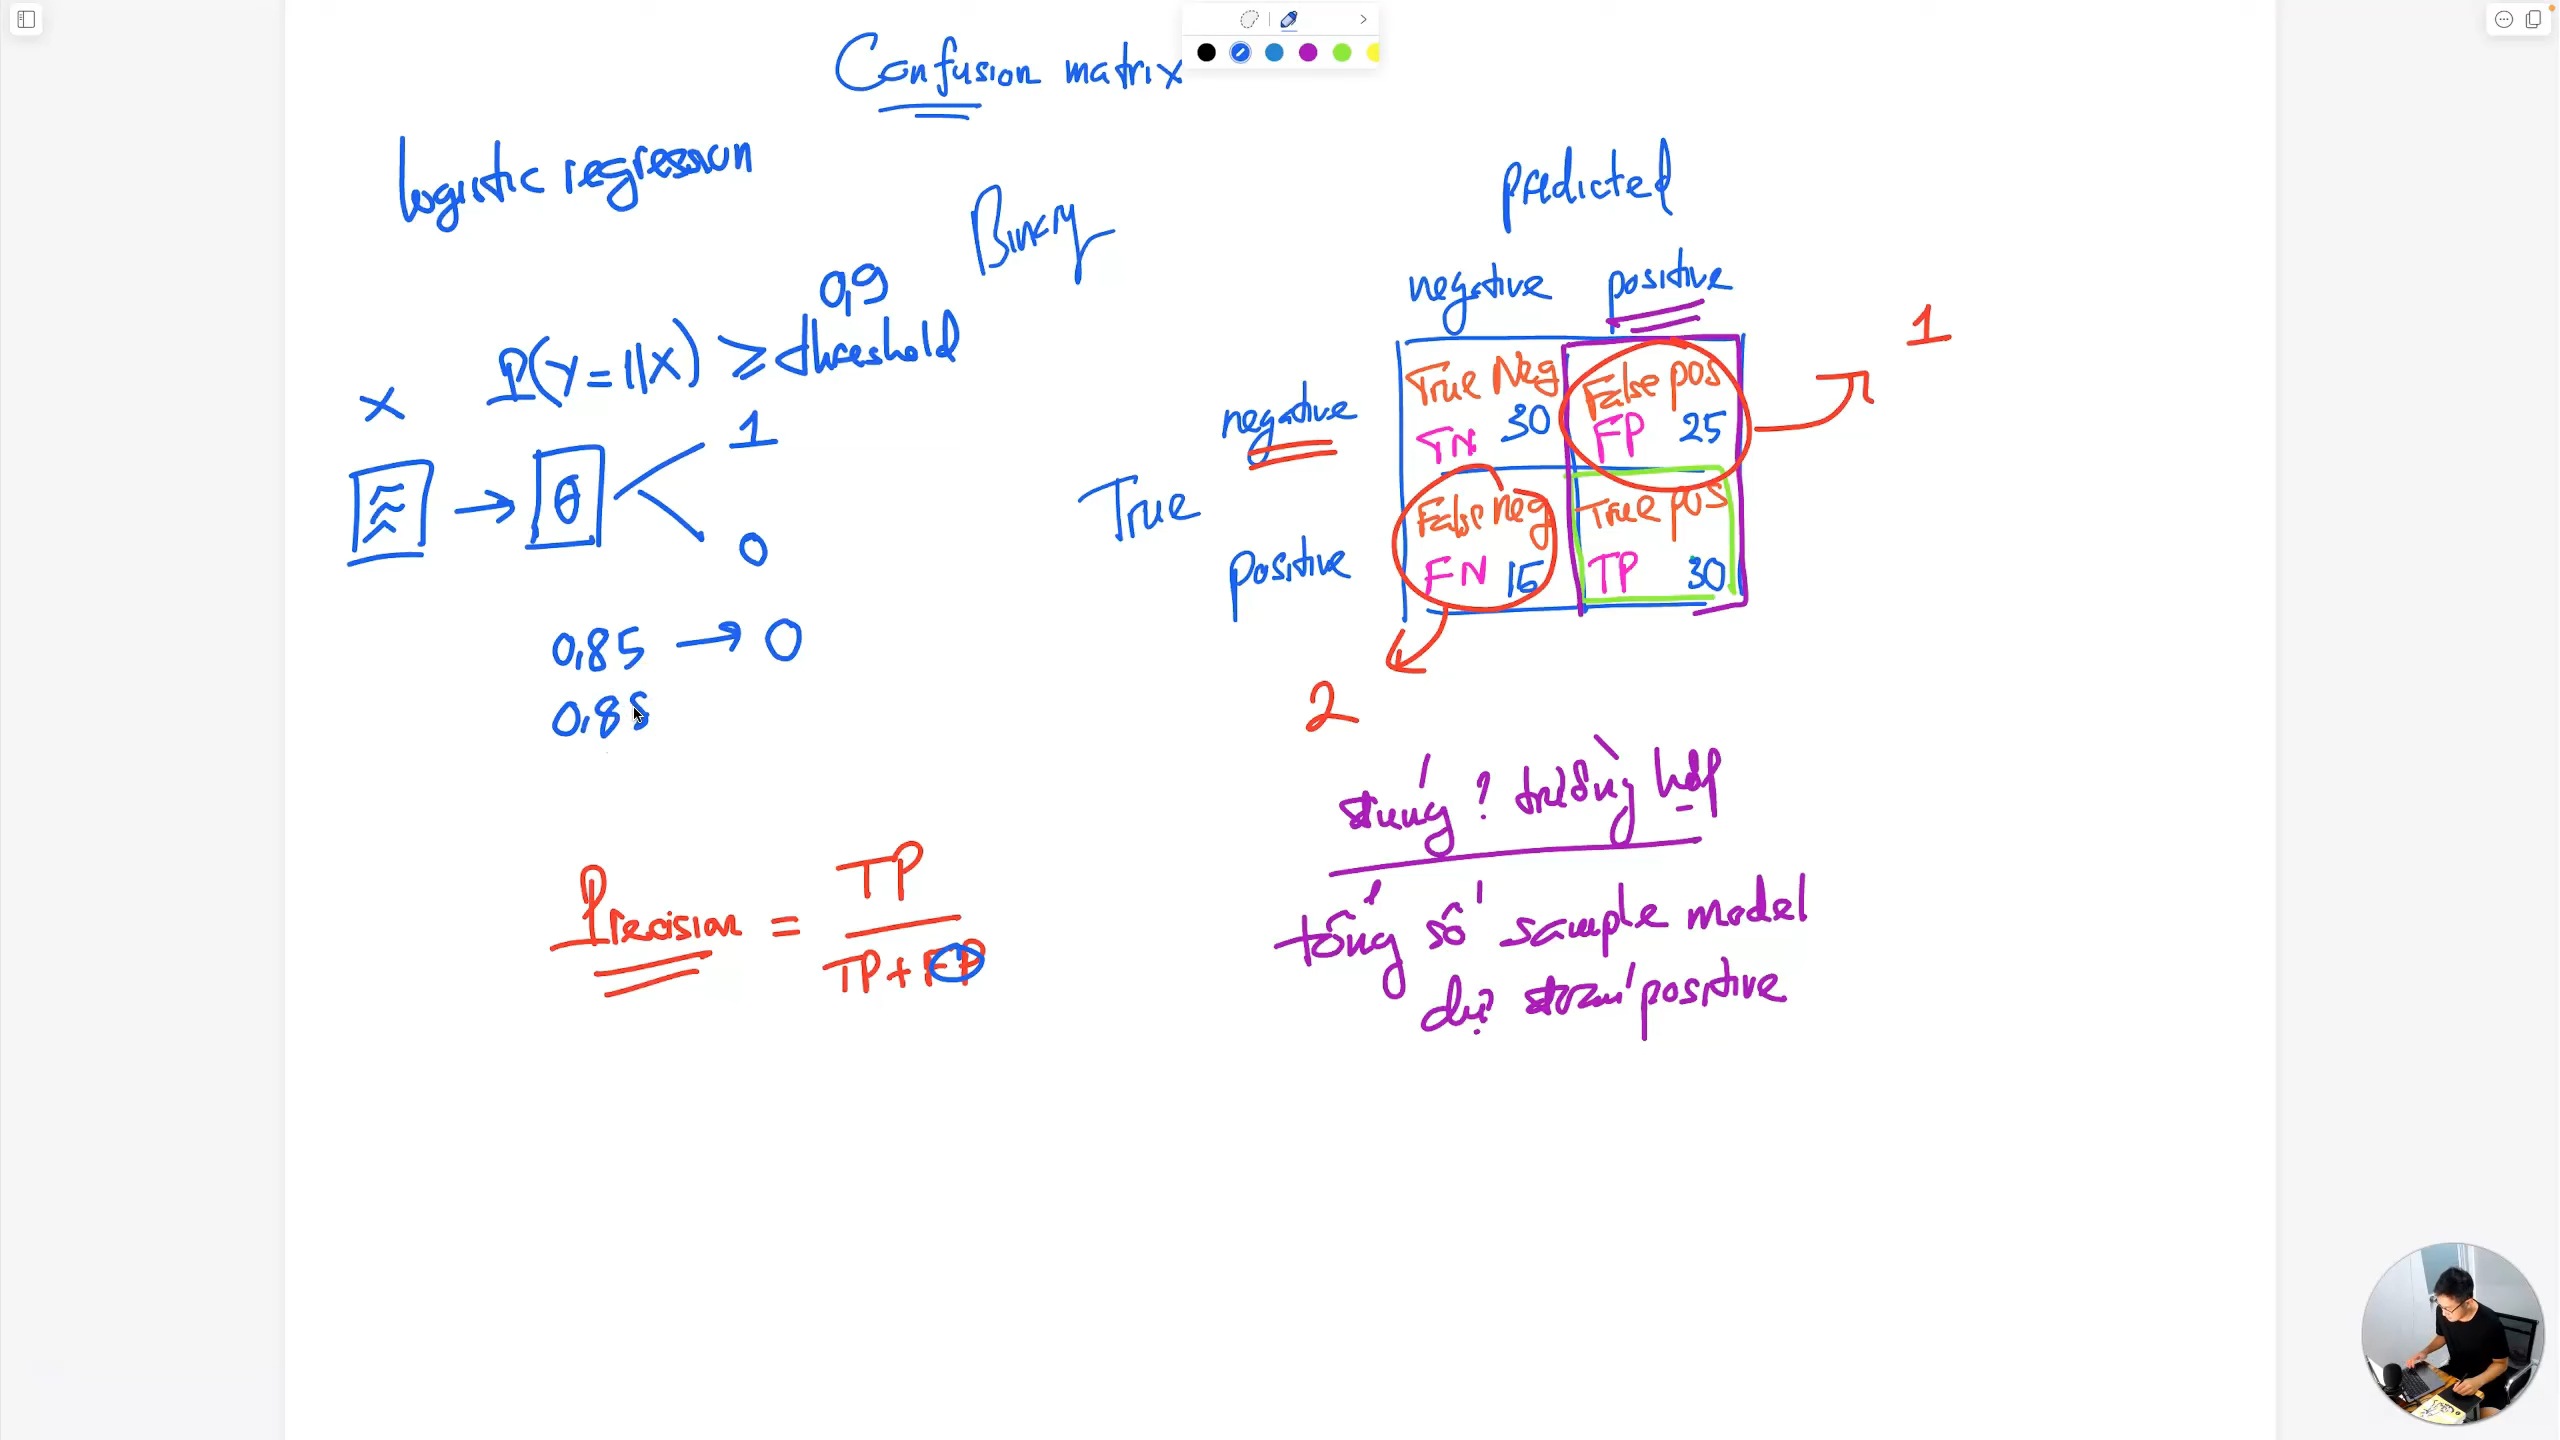 Confusion matrix
logistic regression
Binary
0,9
P(Y=1|X) ≥ threshold
X
θ
1
0
0,85 → 0
0,88
Precision = TP
TP + FP
predicted
negative positive
1
negative
True Neg False pos
TN 30 FP 25
True
positive
False neg True pos
FN 15 TP 30
2
đúng ? trường hợp
tổng số sample model
dự đoán positive